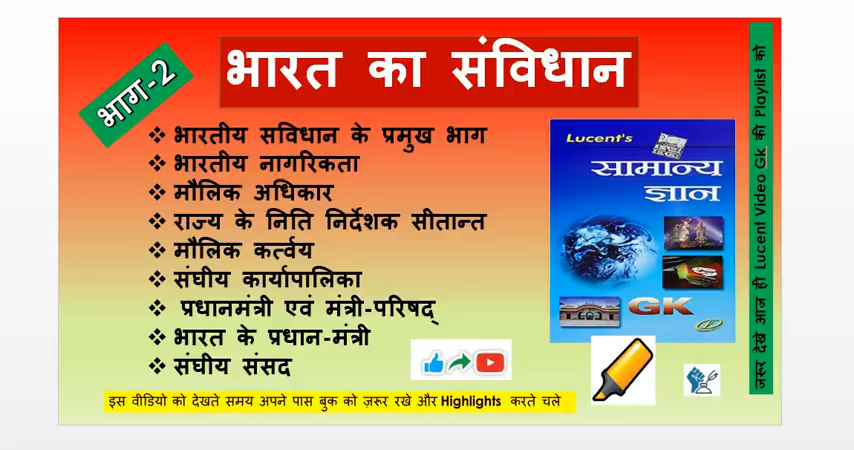 भाग-2
भारत का संविधान
भारतीय सविधान के प्रमुख भाग
भारतीय नागरिकता
मौलिक अधिकार
राज्य के निति निर्देशक सीतान्त
मौलिक कर्त्वय
संघीय कार्यापालिका
प्रधानमंत्री एवं मंत्री-परिषद्
भारत के प्रधान-मंत्री
संघीय संसद
Lucent's
सामान्य
ज्ञान
GK
इस वीडियो को देखते समय अपने पास बुक को ज़रूर रखे और Highlights करते चले
जरूर देखे आज ही Lucent Video Gk की Playlist को